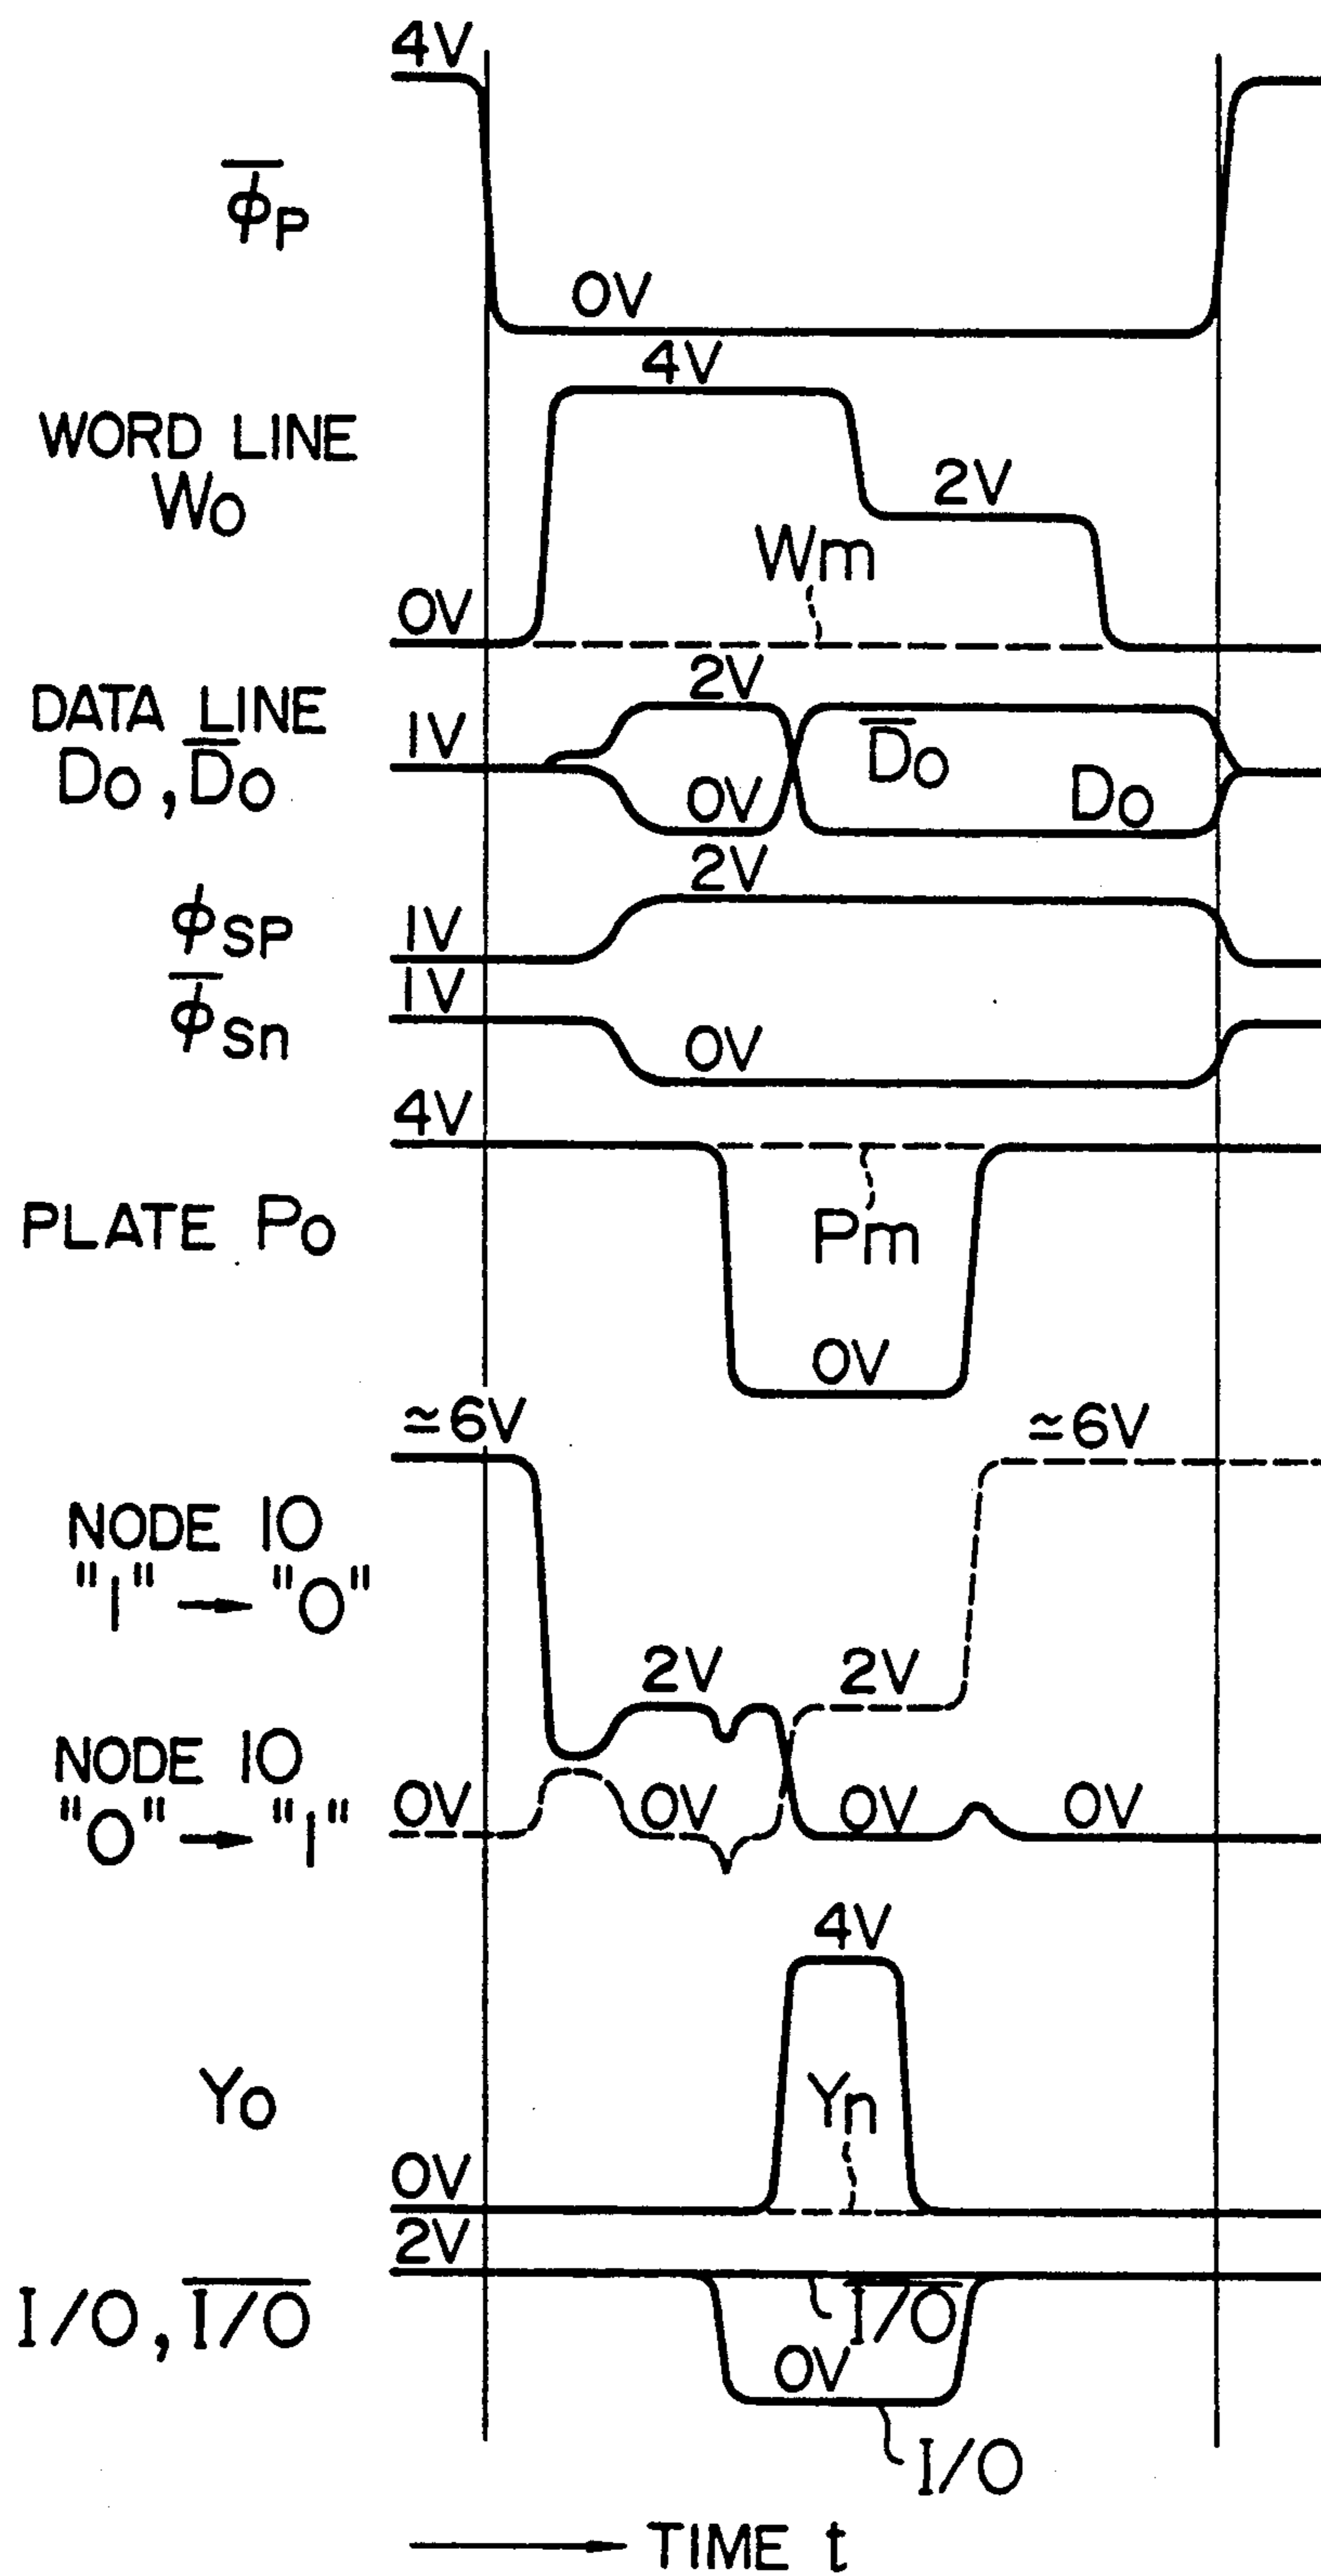 4V
φ̅P
0V
4V
WORD LINE
W0
2V
Wm
0V
2V
DATA LINE
D0, D̅0
1V
D̅0
0V
D0
2V
φSP
1V
1V
φ̅Sn
0V
4V
Pm
PLATE P0
0V
≃6V
≃6V
NODE 10
"1" → "0"
2V
2V
NODE 10
"0" → "1"
0V
0V
0V
0V
4V
Y0
Yn
0V
2V
I/O, I̅/̅O̅
I̅/̅O̅
0V
I/O
→ TIME t